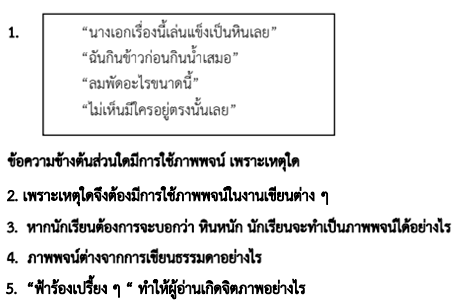 1. “นางเอกเรื่องนี้เล่นแข็งเป็นหินเลย”
“ฉันกินข้าวก่อนกินน้ำเสมอ”
“ลมพัดอะไรขนาดนี้”
“ไม่เห็นมีใครอยู่ตรงนั้นเลย”
ข้อความข้างต้นส่วนใดมีการใช้ภาพพจน์ เพราะเหตุใด
2. เพราะเหตุใดจึงต้องมีการใช้ภาพพจน์ในงานเขียนต่าง ๆ
3. หากนักเรียนต้องการจะบอกว่า หินหนัก นักเรียนจะทำเป็นภาพพจน์ได้อย่างไร
4. ภาพพจน์ต่างจากการเขียนธรรมดาอย่างไร
5. “ฟ้าร้องเปรี้ยง ๆ “ ทำให้ผู้อ่านเกิดจิตภาพอย่างไร